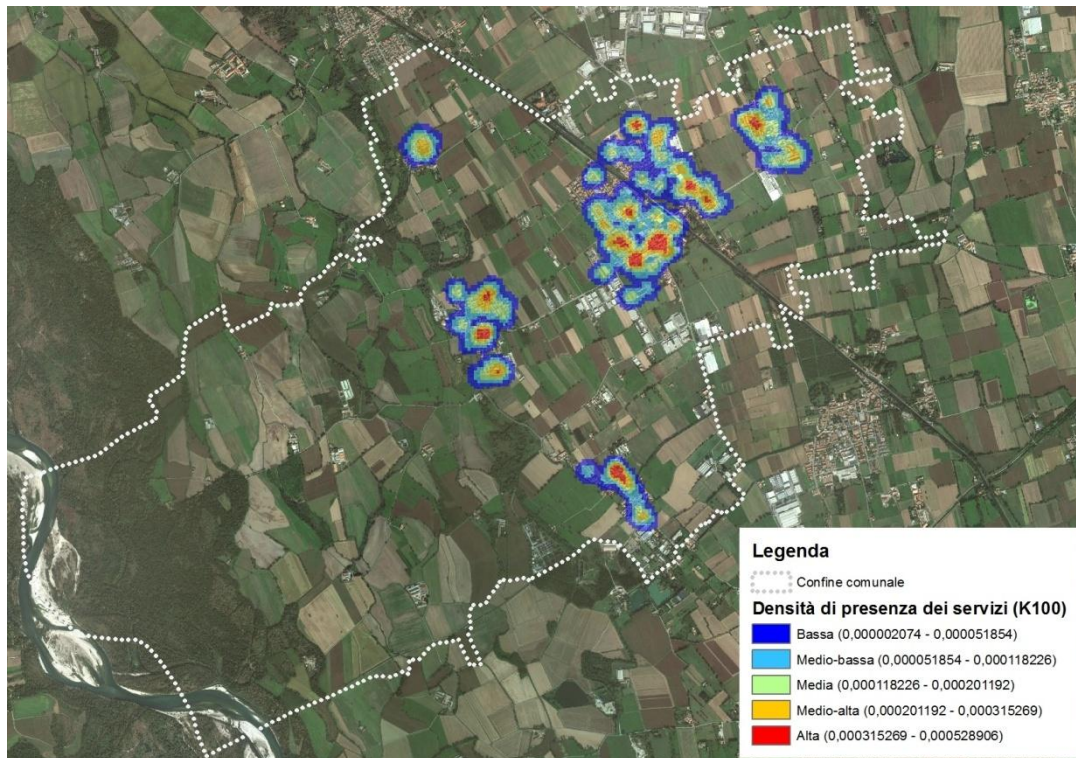 Legenda
Confine comunale
Densità di presenza dei servizi (K100)
Bassa (0,000002074 - 0,000051854)
Medio-bassa (0,000051854 - 0,000118226)
Media (0,000118226 - 0,000201192)
Medio-alta (0,000201192 - 0,000315269)
Alta (0,000315269 - 0,000528906)